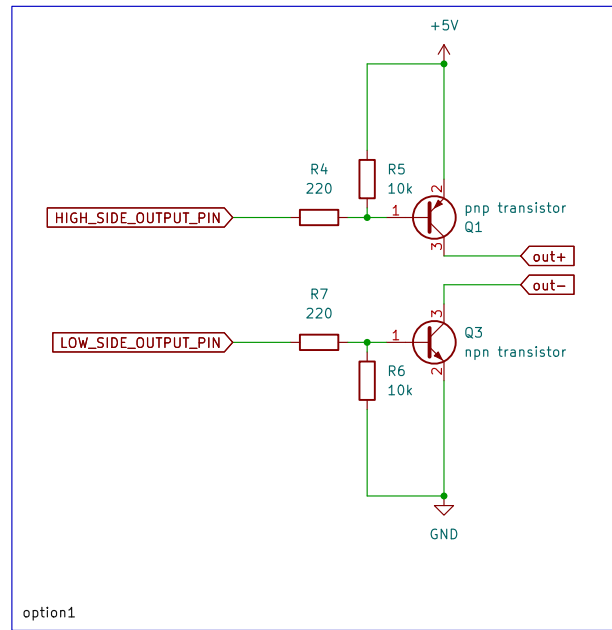 +5V
R4
220
R5
10k
2
HIGH_SIDE_OUTPUT_PIN
1
pnp transistor
Q1
3
out+
out-
R7
220
3
LOW_SIDE_OUTPUT_PIN
1
Q3
npn transistor
R6
10k
2
GND
option1